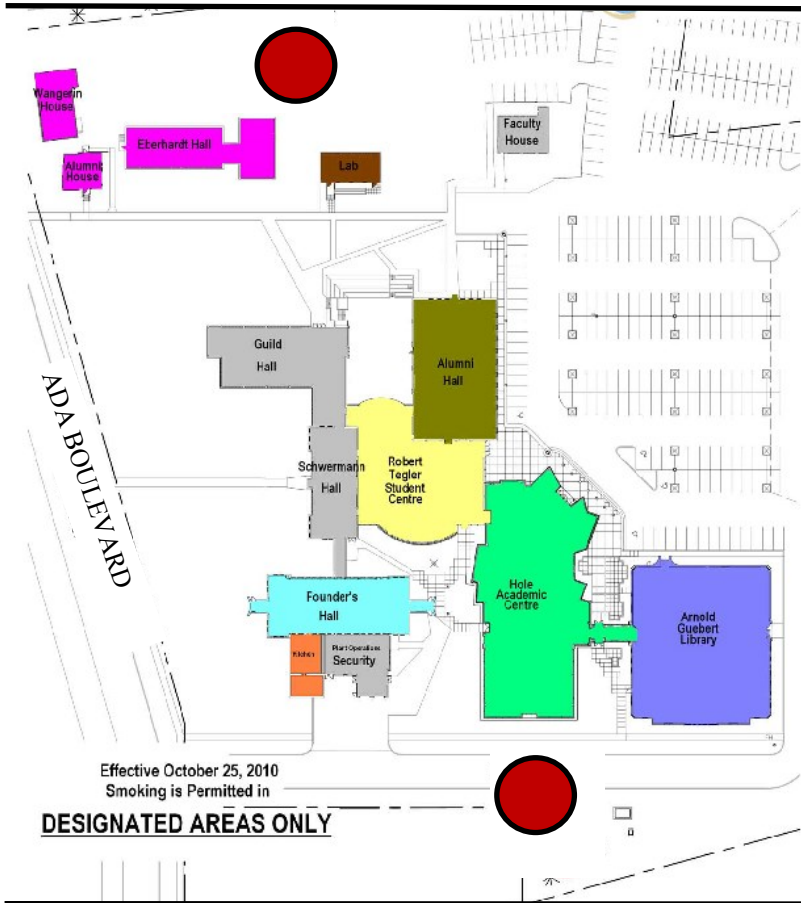 Wangerin
House
Eberhardt Hall
Alumni
House
Lab
Faculty
House
Guild
Hall
Alumni
Hall
ADA BOULEVARD
Schwermann
Hall
Robert
Tegler
Student
Centre
Founder's
Hall
Hole
Academic
Centre
Arnold
Guebert
Library
Kitchen
Plant Operations
Security
Effective October 25, 2010
Smoking is Permitted in
DESIGNATED AREAS ONLY